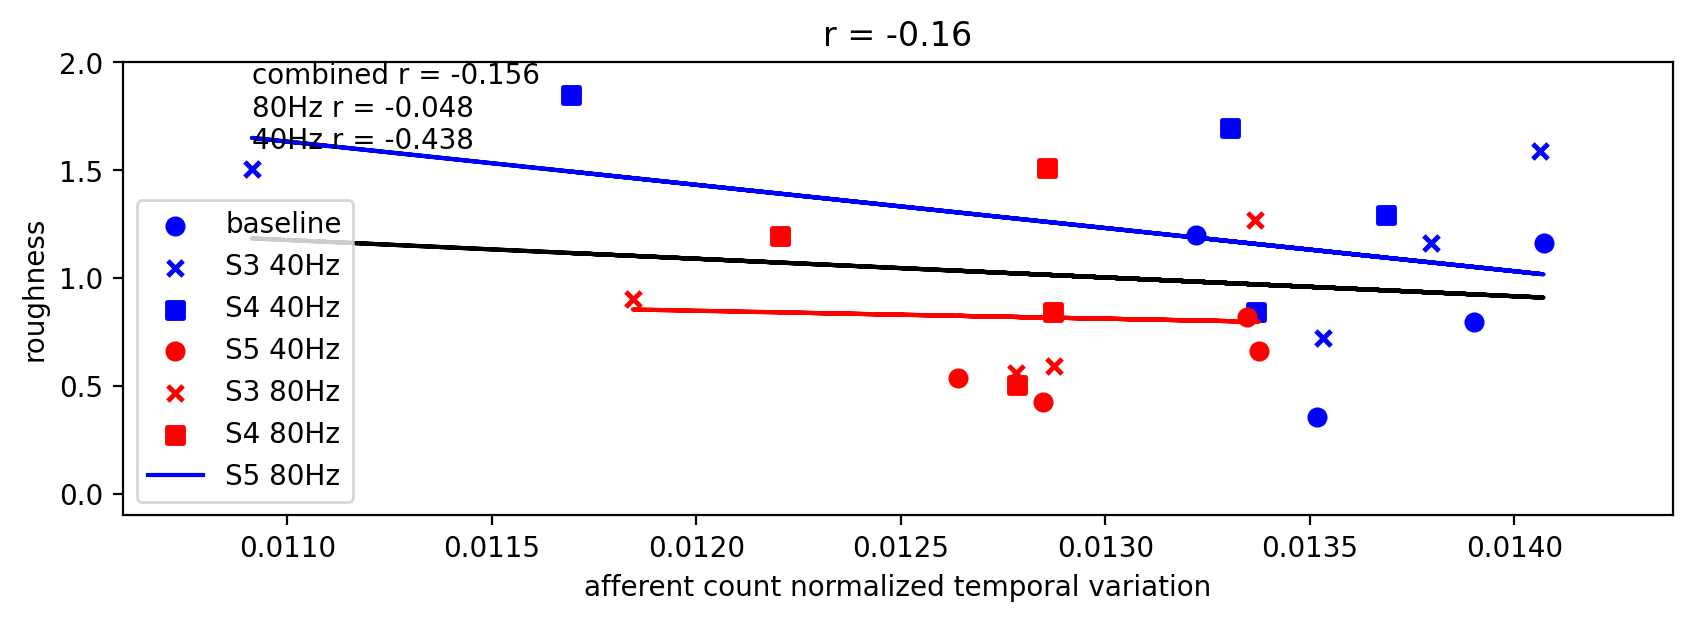 r = -0.16
combined r = -0.156
80Hz r = -0.048
40Hz r = -0.438
2.0
1.5
1.0
0.5
0.0
roughness
baseline
S3 40Hz
S4 40Hz
S5 40Hz
S3 80Hz
S4 80Hz
S5 80Hz
0.0110 0.0115 0.0120 0.0125 0.0130 0.0135 0.0140
afferent count normalized temporal variation